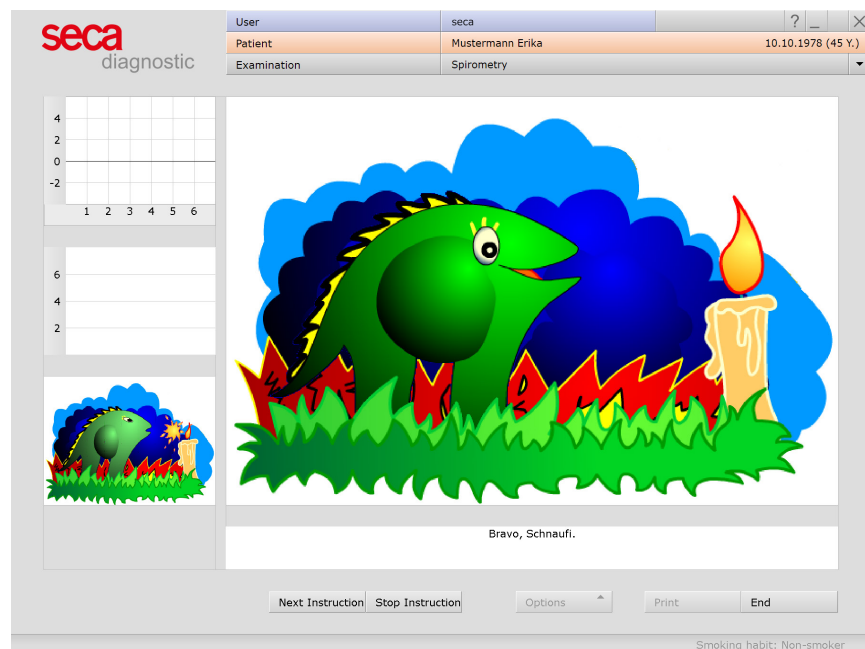 seca
diagnostic
User seca ? _ X
Patient Mustermann Erika 10.10.1978 (45 Y.)
Examination Spirometry
4
2
0
-2
1 2 3 4 5 6
6
4
2
Bravo, Schnaufi.
Next Instruction Stop Instruction Options Print End
Smoking habit: Non-smoker